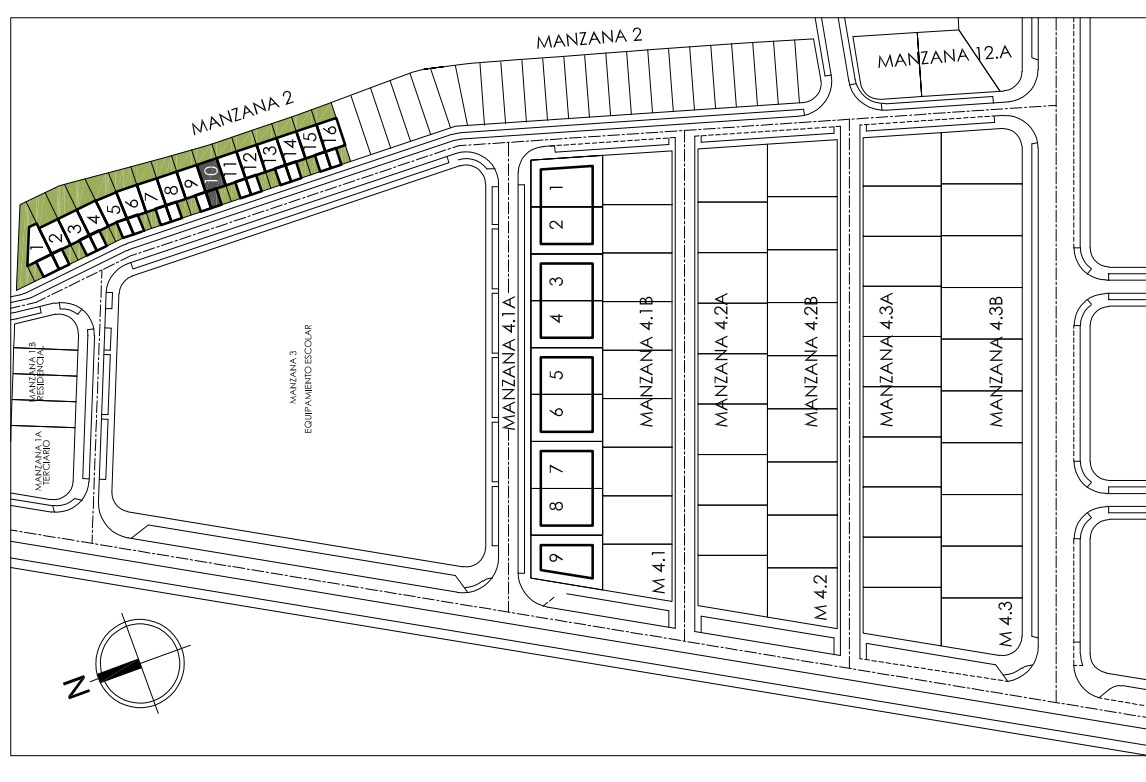 MANZANA 2
MANZANA 12.A
MANZANA 2
1
2
3
4
5
6
7
8
9
10
11
12
13
14
15
16
MANZANA 1.B
RESIDENCIAL
MANZANA 1A
TERCIARIO
MANZANA 3
EQUIPAMIENTO ESCOLAR
MANZANA 4.1A
1
2
3
4
5
6
7
8
9
MANZANA 4.1B
M 4.1
MANZANA 4.2A
MANZANA 4.2B
M 4.2
MANZANA 4.3A
MANZANA 4.3B
M 4.3
N